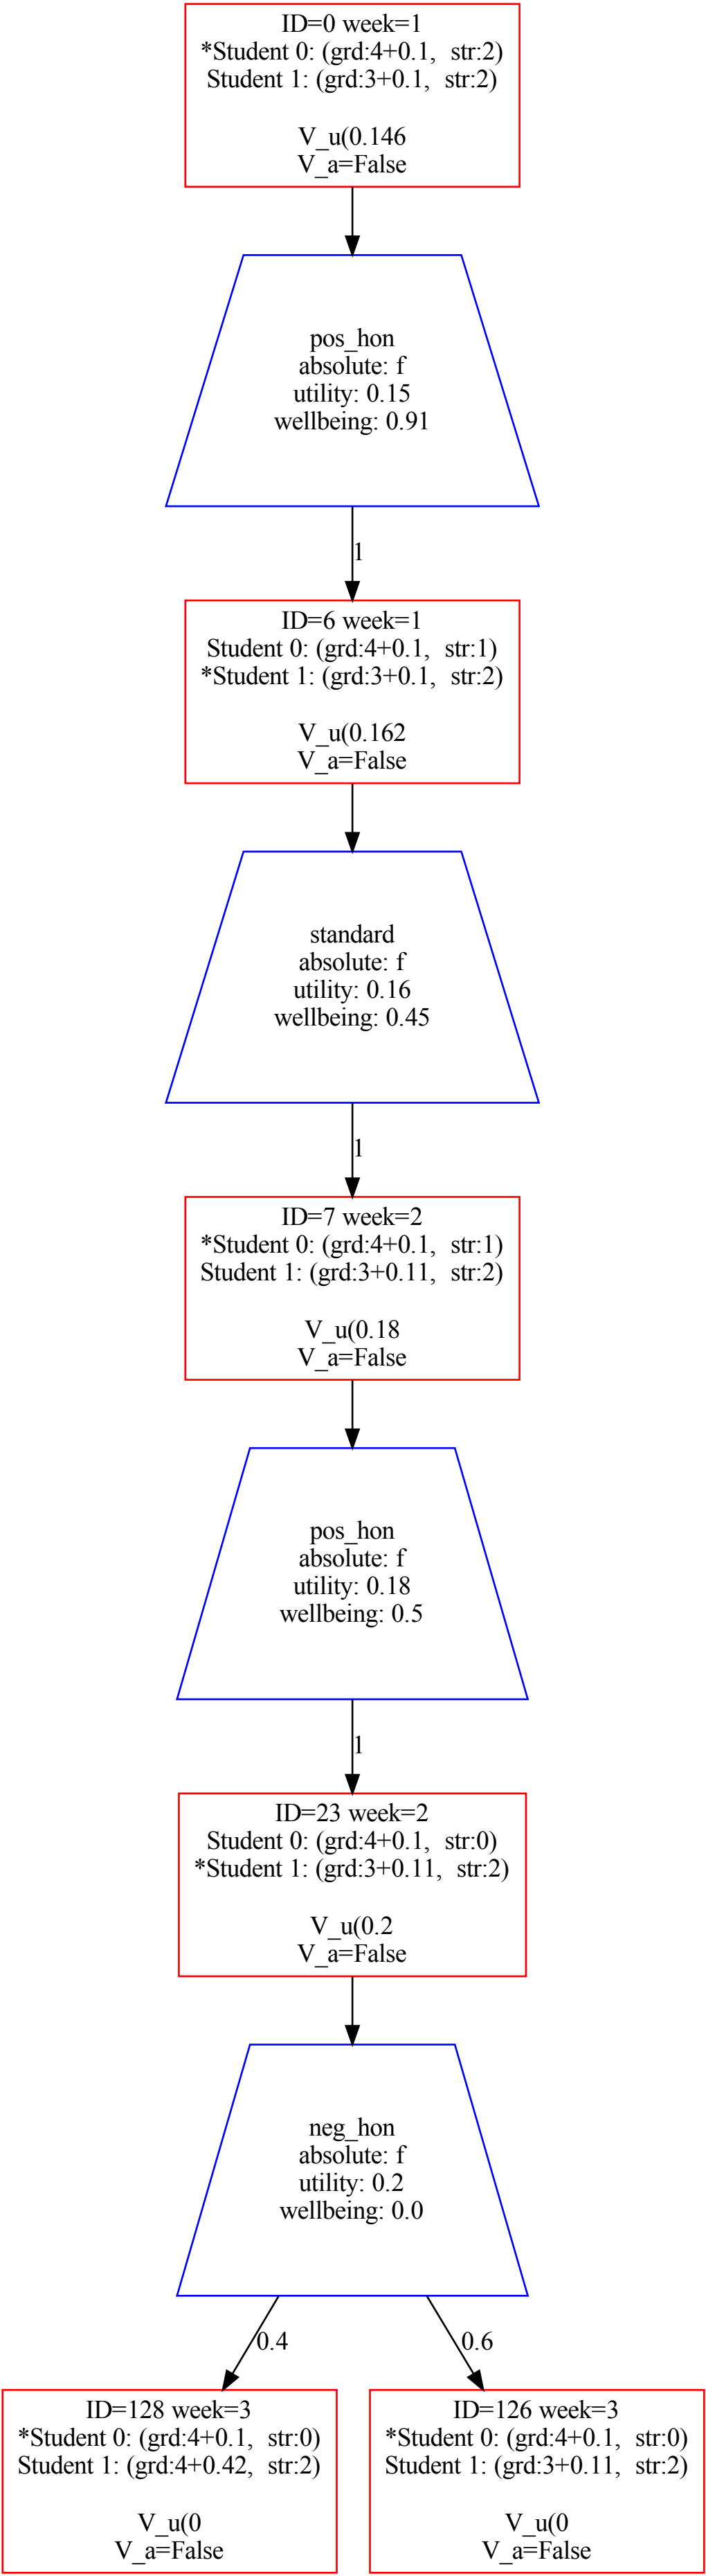 ID=0 week=1
*Student 0: (grd:4+0.1, str:2)
Student 1: (grd:3+0.1, str:2)
V_u(0.146
V_a=False
pos_hon
absolute: f
utility: 0.15
wellbeing: 0.91
1
ID=6 week=1
Student 0: (grd:4+0.1, str:1)
*Student 1: (grd:3+0.1, str:2)
V_u(0.162
V_a=False
standard
absolute: f
utility: 0.16
wellbeing: 0.45
1
ID=7 week=2
*Student 0: (grd:4+0.1, str:1)
Student 1: (grd:3+0.11, str:2)
V_u(0.18
V_a=False
pos_hon
absolute: f
utility: 0.18
wellbeing: 0.5
1
ID=23 week=2
Student 0: (grd:4+0.1, str:0)
*Student 1: (grd:3+0.11, str:2)
V_u(0.2
V_a=False
neg_hon
absolute: f
utility: 0.2
wellbeing: 0.0
0.4
0.6
ID=128 week=3
*Student 0: (grd:4+0.1, str:0)
Student 1: (grd:4+0.42, str:2)
V_u(0
V_a=False
ID=126 week=3
*Student 0: (grd:4+0.1, str:0)
Student 1: (grd:3+0.11, str:2)
V_u(0
V_a=False